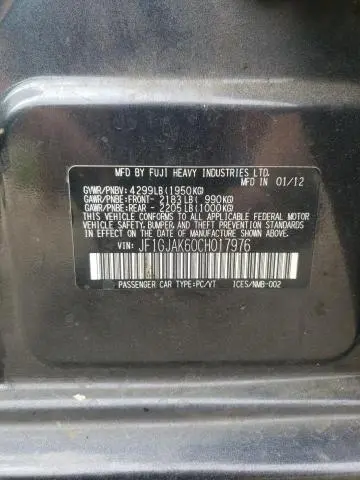 MFD BY FUJI HEAVY INDUSTRIES LTD.
MFD IN 01/12
GVWR/PNBV: 4299LB(1950KG)
GAWR/PNBE:FRONT- 2183LB( 990KG)
GAWR/PNBE:REAR - 2205LB(1000KG)
THIS VEHICLE CONFORMS TO ALL APPLICABLE FEDERAL MOTOR
VEHICLE SAFETY, BUMPER, AND THEFT PREVENTION STANDARDS
IN EFFECT ON THE DATE OF MANUFACTURE SHOWN ABOVE.
VIN: JF1GJAK60CH017976
PASSENGER CAR TYPE:PC/VT ICES/NMB-002